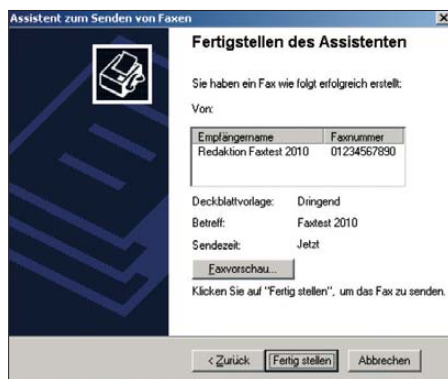 Assistent zum Senden von Faxen
Fertigstellen des Assistenten
Sie haben ein Fax wie folgt erfolgreich erstellt:
Von:
Empfängername Faxnummer
Redaktion Faxtest 2010 01234567890
Deckblattvorlage: Dringend
Betreff: Faxtest 2010
Sendezeit: Jetzt
Faxvorschau...
Klicken Sie auf "Fertig stellen", um das Fax zu senden.
< Zurück Fertig stellen Abbrechen